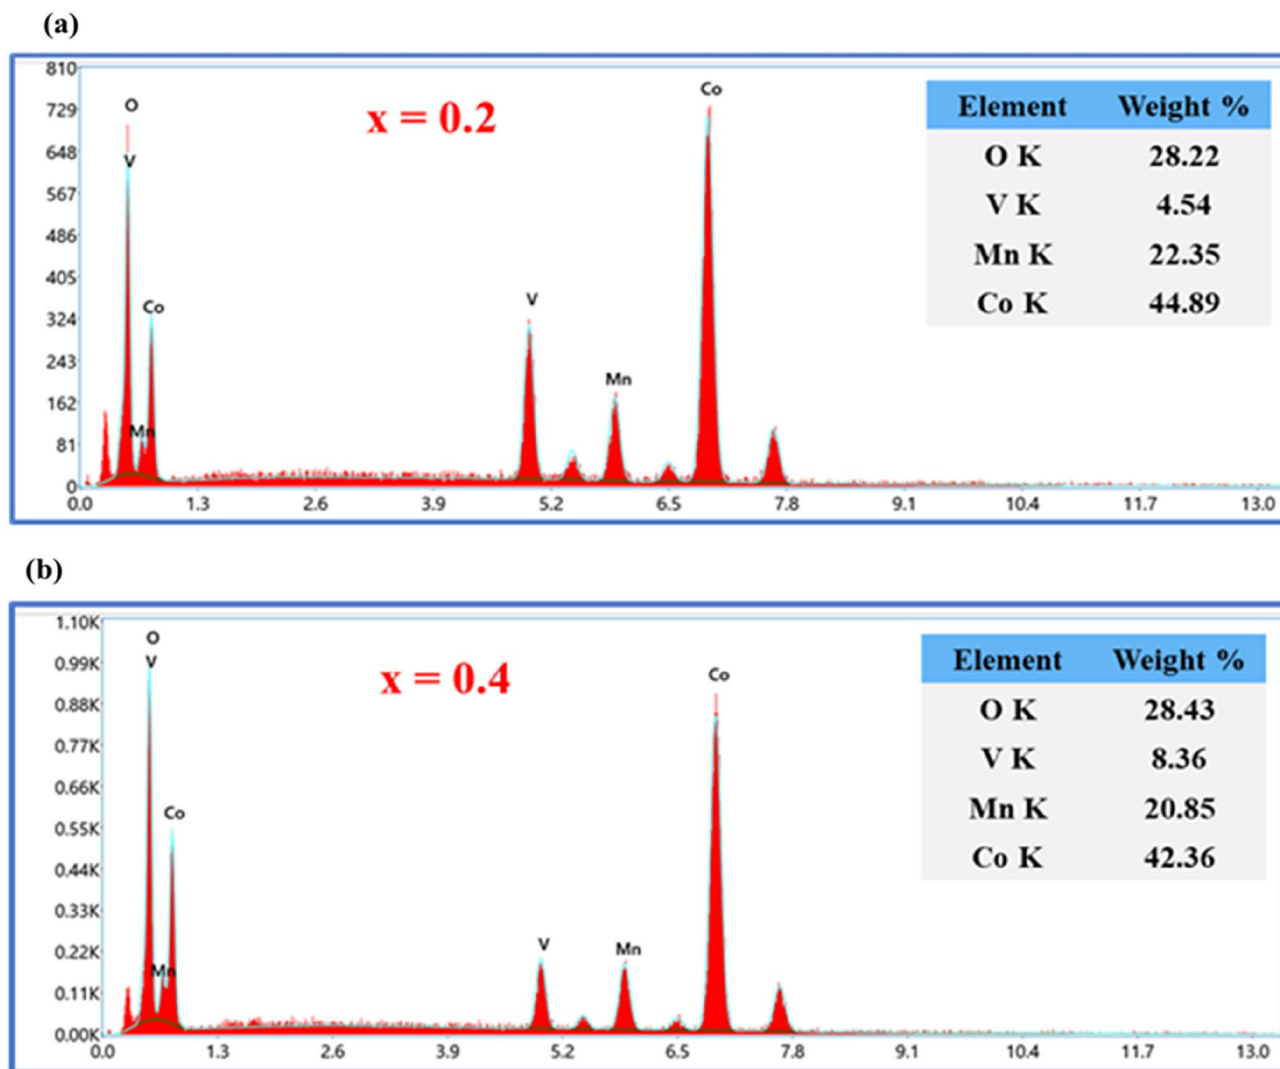 (a)
810
729
648
567
486
405
324
243
162
81
0
O
V
Co
Mn
V
Mn
Co
x = 0.2
Element Weight %
O K 28.22
V K 4.54
Mn K 22.35
Co K 44.89
0.0 1.3 2.6 3.9 5.2 6.5 7.8 9.1 10.4 11.7 13.0
(b)
1.10K
0.99K
0.88K
0.77K
0.66K
0.55K
0.44K
0.33K
0.22K
0.11K
0.00K
O
V
Co
Mn
V
Mn
Co
x = 0.4
Element Weight %
O K 28.43
V K 8.36
Mn K 20.85
Co K 42.36
0.0 1.3 2.6 3.9 5.2 6.5 7.8 9.1 10.4 11.7 13.0